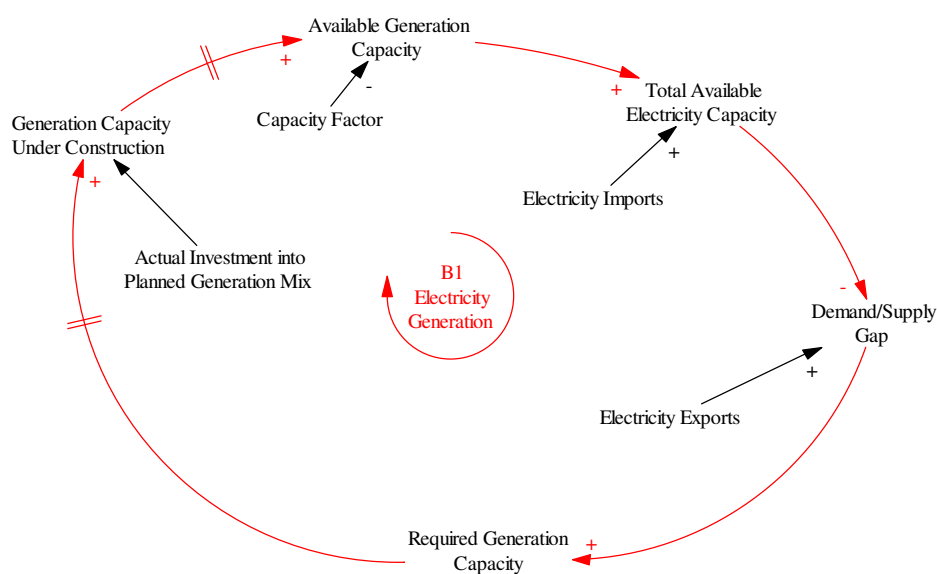 Available Generation
Capacity
+
-
Capacity Factor
Generation Capacity
Under Construction
+
Total Available
Electricity Capacity
+
+
Electricity Imports
Actual Investment into
Planned Generation Mix
B1
Electricity
Generation
-
Demand/Supply
Gap
+
Electricity Exports
Required Generation
Capacity
+